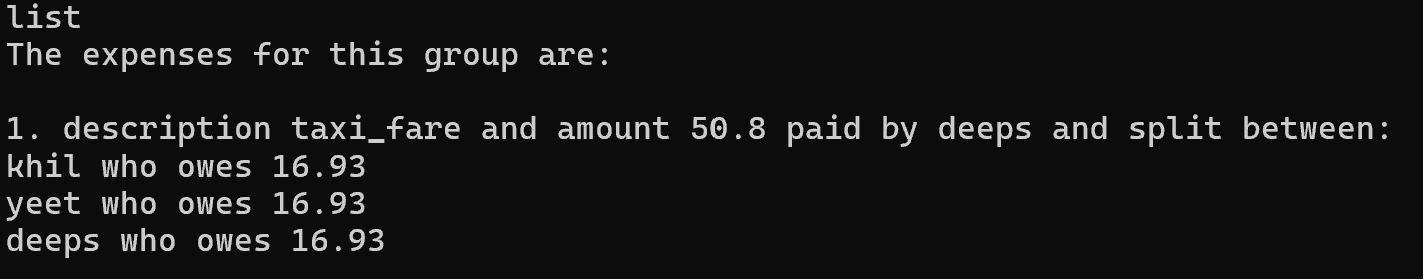 list
The expenses for this group are:
1. description taxi_fare and amount 50.8 paid by deeps and split between:
khil who owes 16.93
yeet who owes 16.93
deeps who owes 16.93